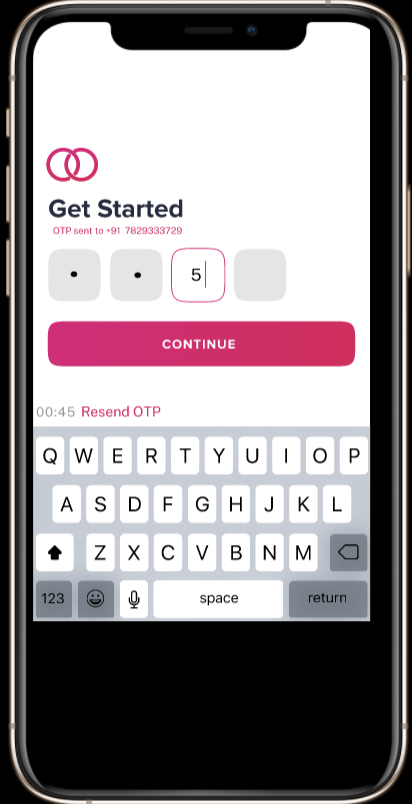 Get Started
OTP sent to +91 7829333729
• • 5
CONTINUE
00:45 Resend OTP
Q W E R T Y U I O P
A S D F G H J K L
Z X C V B N M
123 space return